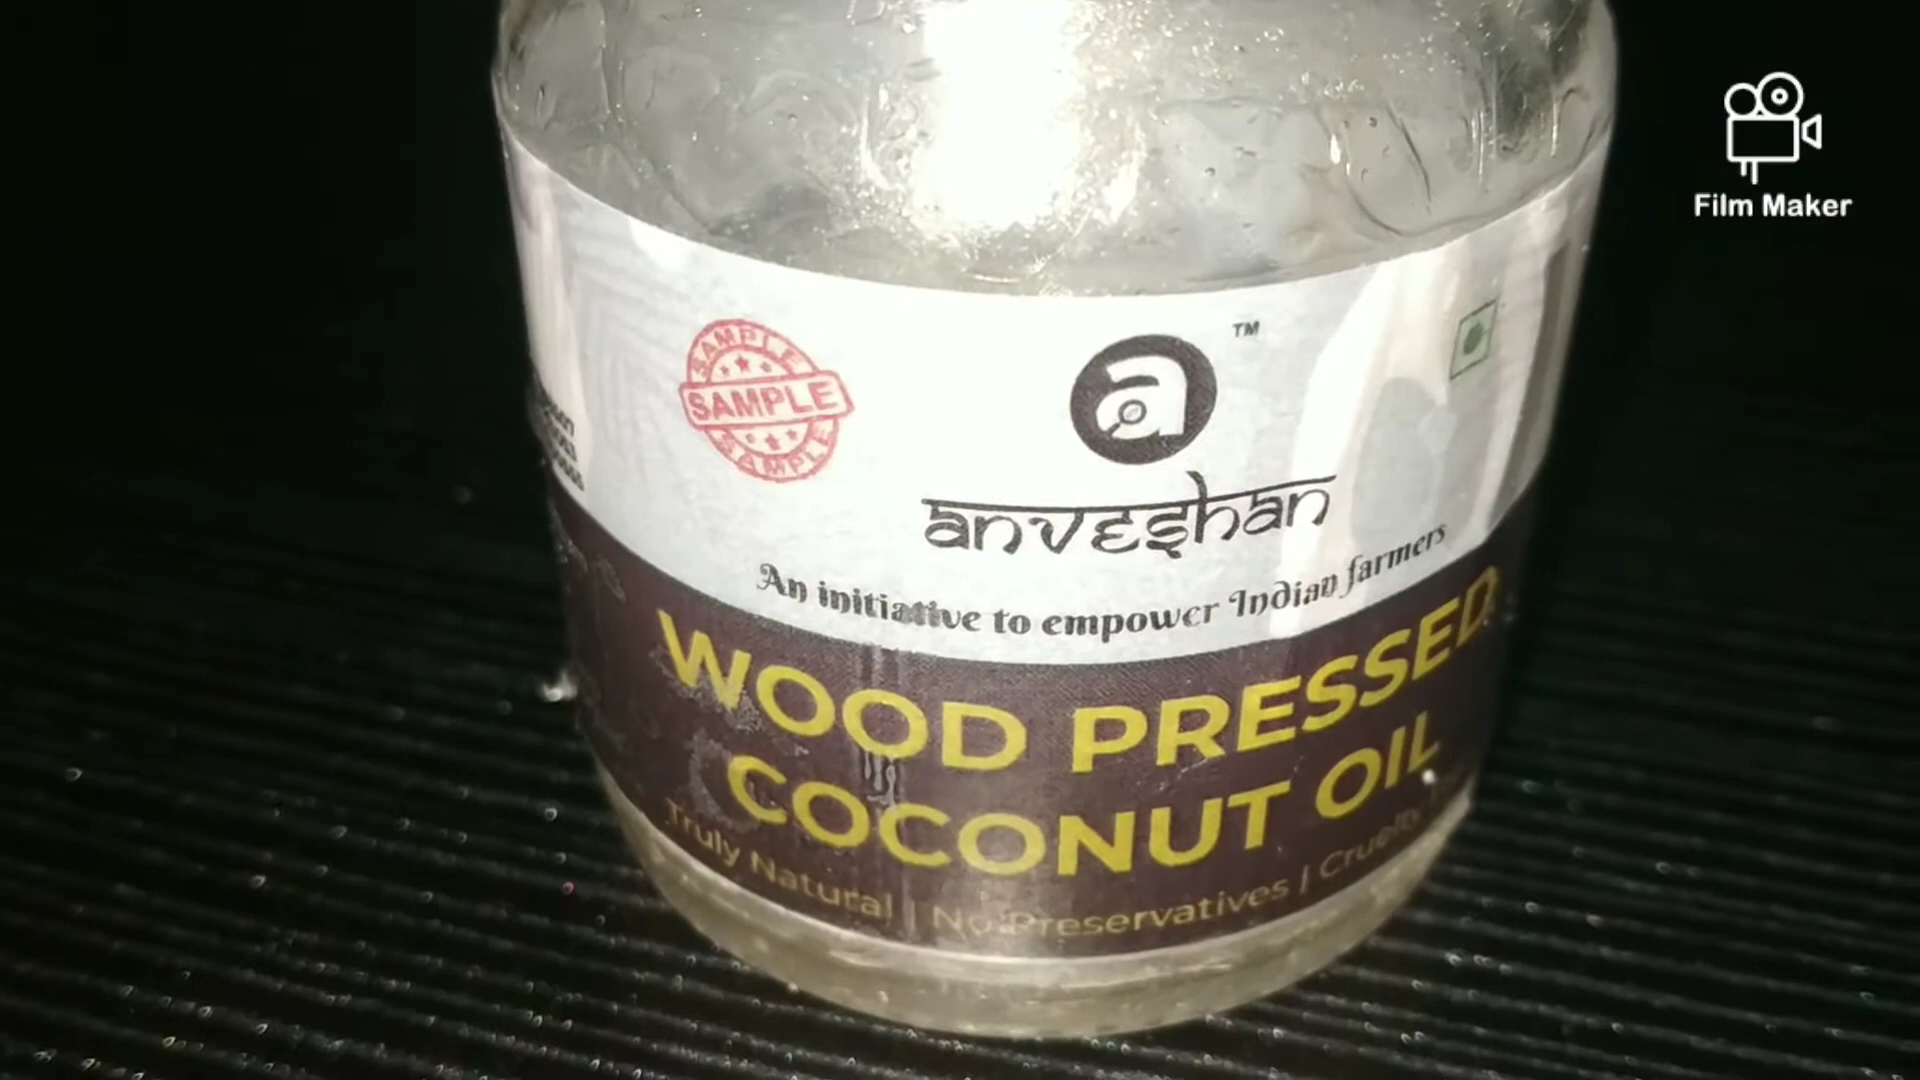 Film Maker
SAMPLE
SAMPLE
SAMPLE
a
TM
anveshan
An initiative to empower Indian farmers
WOOD PRESSED
COCONUT OIL
Truly Natural | No Preservatives |